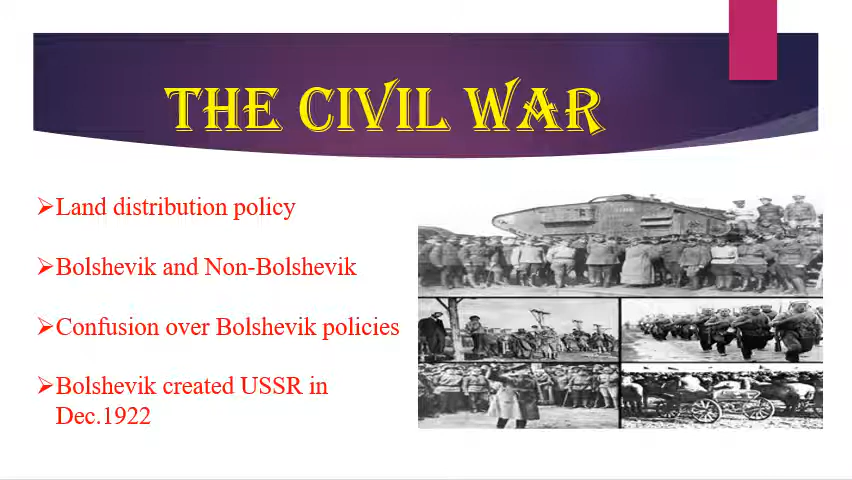 THE CIVIL WAR
➢Land distribution policy
➢Bolshevik and Non-Bolshevik
➢Confusion over Bolshevik policies
➢Bolshevik created USSR in
Dec.1922